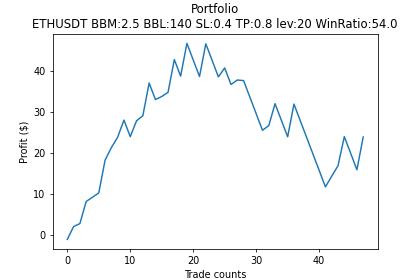 Portfolio
ETHUSDT BBM:2.5 BBL:140 SL:0.4 TP:0.8 lev:20 WinRatio:54.0
40
30
20
10
0
Profit ($)
0 10 20 30 40
Trade counts